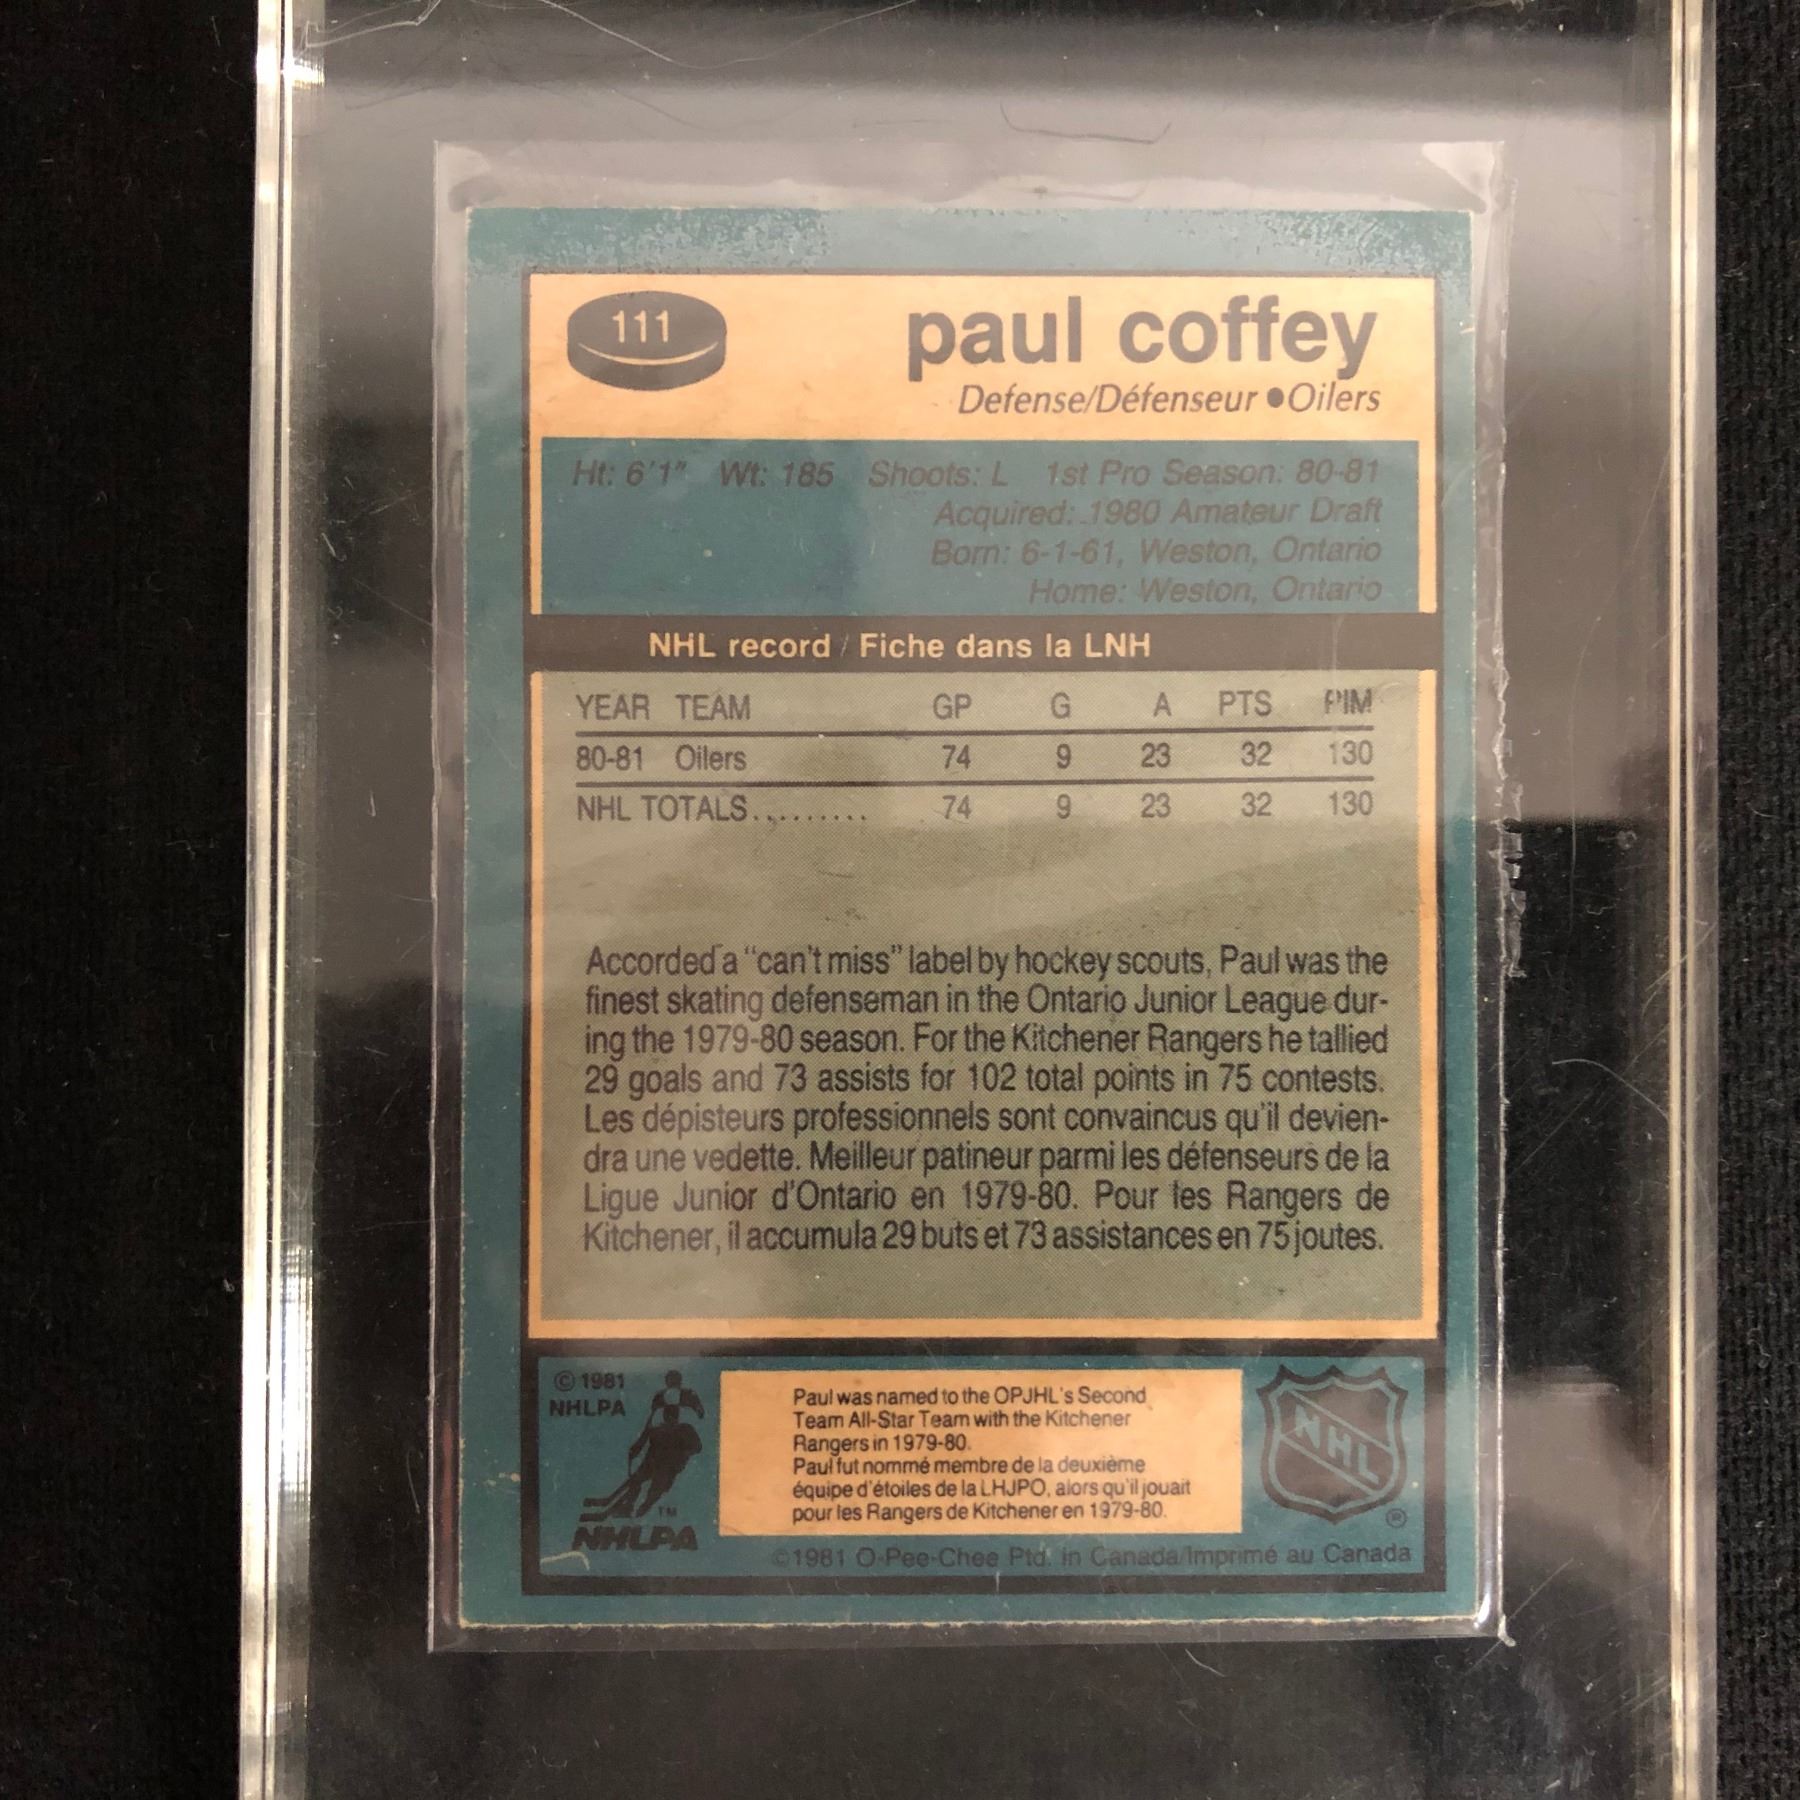 111
paul coffey
Defense/Défenseur ●Oilers
Ht: 6'1" Wt: 185 Shoots: L 1st Pro Season: 80-81
Acquired: 1980 Amateur Draft
Born: 6-1-61, Weston, Ontario
Home: Weston, Ontario
NHL record / Fiche dans la LNH
YEAR TEAM GP G A PTS PIM
80-81 Oilers 74 9 23 32 130
NHL TOTALS......... 74 9 23 32 130
Accorded a "can't miss" label by hockey scouts, Paul was the
finest skating defenseman in the Ontario Junior League dur-
ing the 1979-80 season. For the Kitchener Rangers he tallied
29 goals and 73 assists for 102 total points in 75 contests.
Les dépisteurs professionnels sont convaincus qu'il devien-
dra une vedette. Meilleur patineur parmi les défenseurs de la
Ligue Junior d'Ontario en 1979-80. Pour les Rangers de
Kitchener, il accumula 29 buts et 73 assistances en 75 joutes.
© 1981
NHLPA
TM
NHLPA
Paul was named to the OPJHL's Second
Team All-Star Team with the Kitchener
Rangers in 1979-80.
Paul fut nommé membre de la deuxième
équipe d'étoiles de la LHJPO, alors qu'il jouait
pour les Rangers de Kitchener en 1979-80.
NHL
®
©1981 O-Pee-Chee Ptd. in Canada/Imprimé au Canada